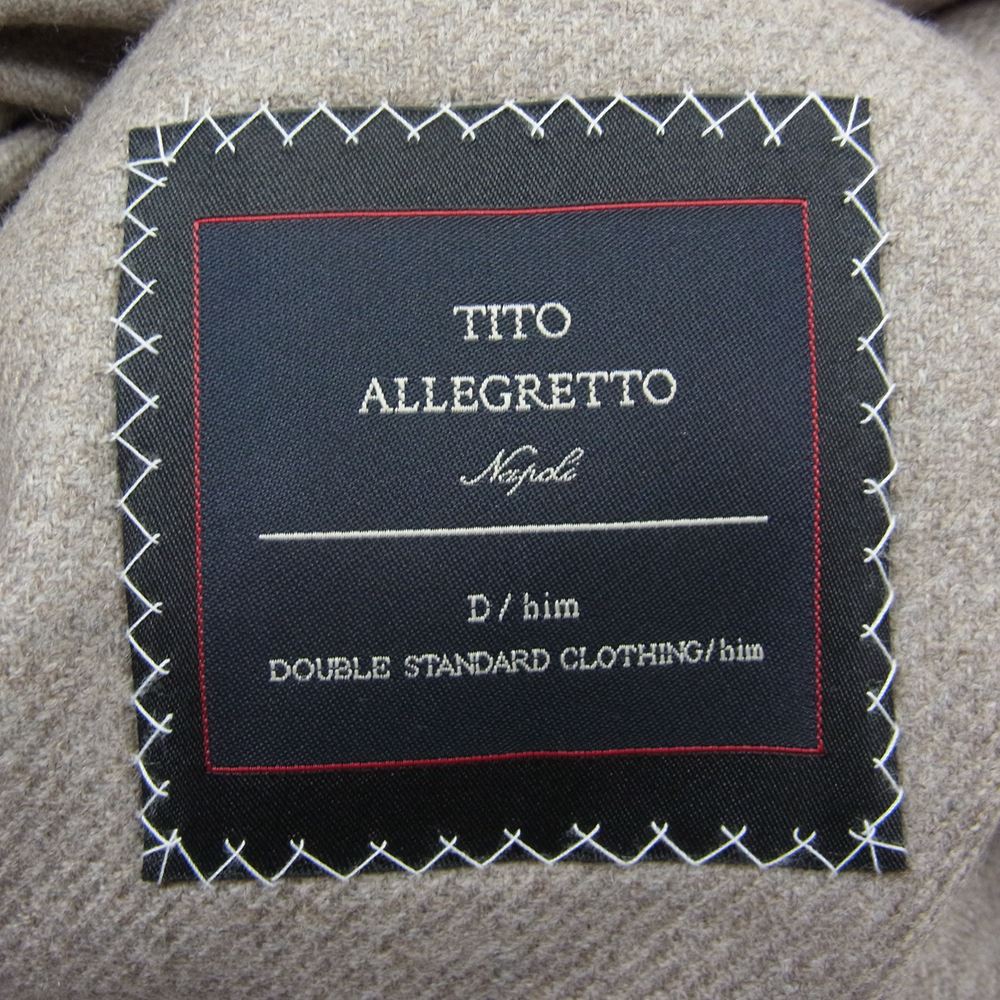 TITO
ALLEGRETTO
Napoli
D/him
DOUBLE STANDARD CLOTHING/him